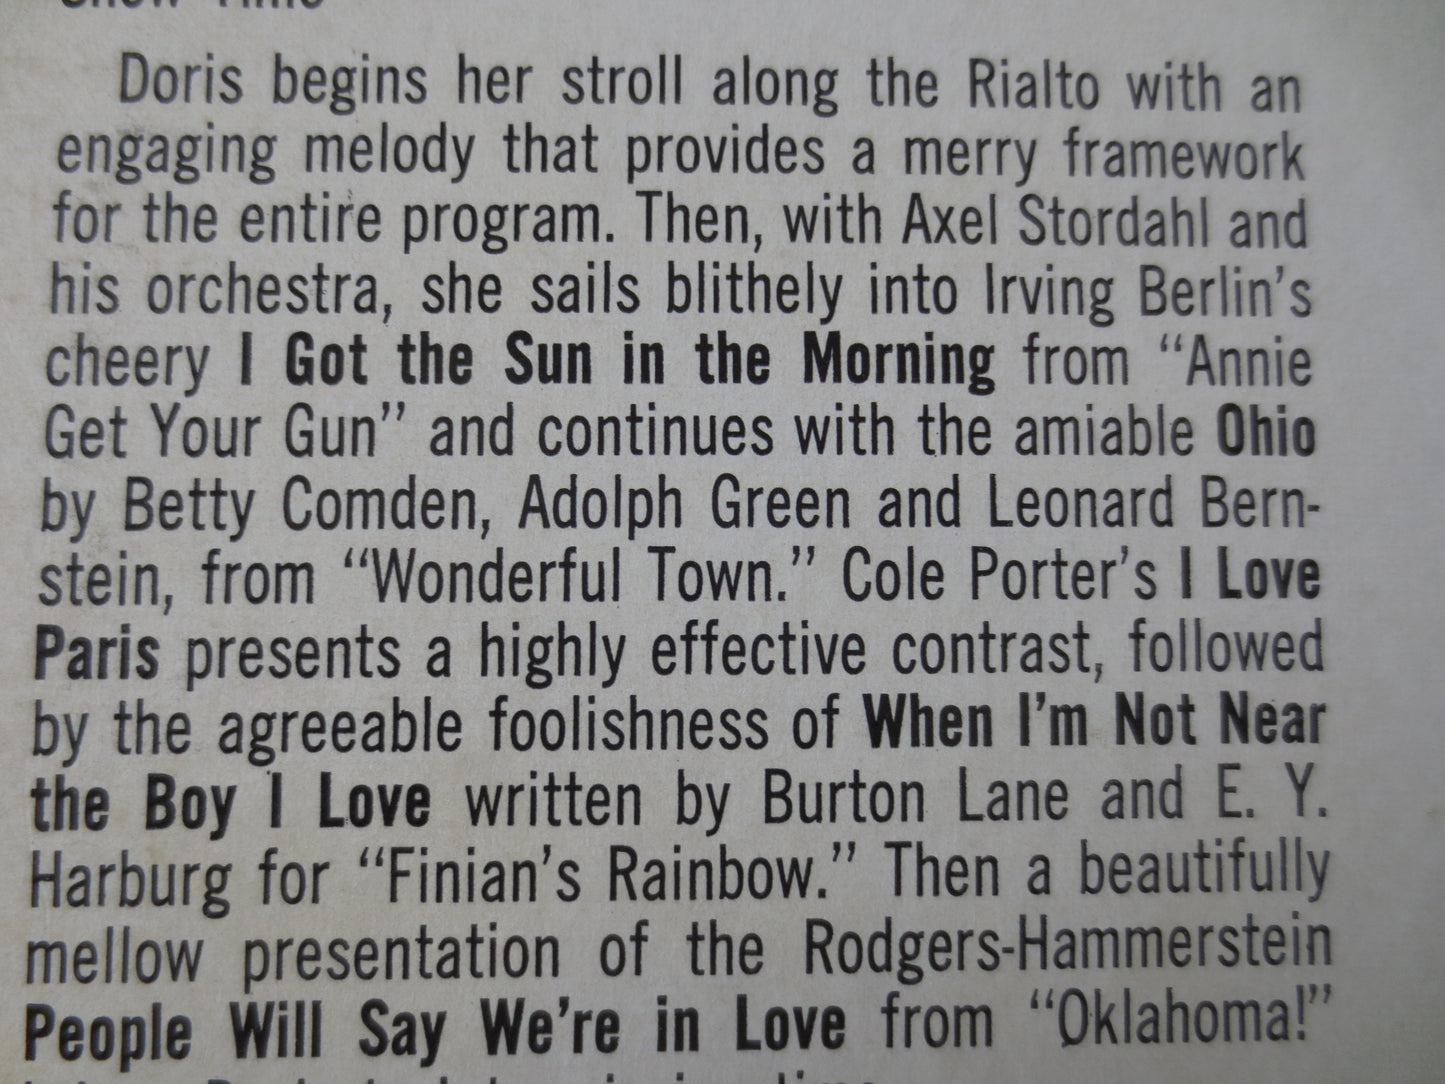 Show Time
Doris begins her stroll along the Rialto with an
engaging melody that provides a merry framework
for the entire program. Then, with Axel Stordahl and
his orchestra, she sails blithely into Irving Berlin's
cheery I Got the Sun in the Morning from “Annie
Get Your Gun” and continues with the amiable Ohio
by Betty Comden, Adolph Green and Leonard Bern-
stein, from “Wonderful Town.” Cole Porter's I Love
Paris presents a highly effective contrast, followed
by the agreeable foolishness of When I'm Not Near
the Boy I Love written by Burton Lane and E. Y.
Harburg for “Finian's Rainbow.” Then a beautifully
mellow presentation of the Rodgers-Hammerstein
People Will Say We're in Love from “Oklahoma!”
time